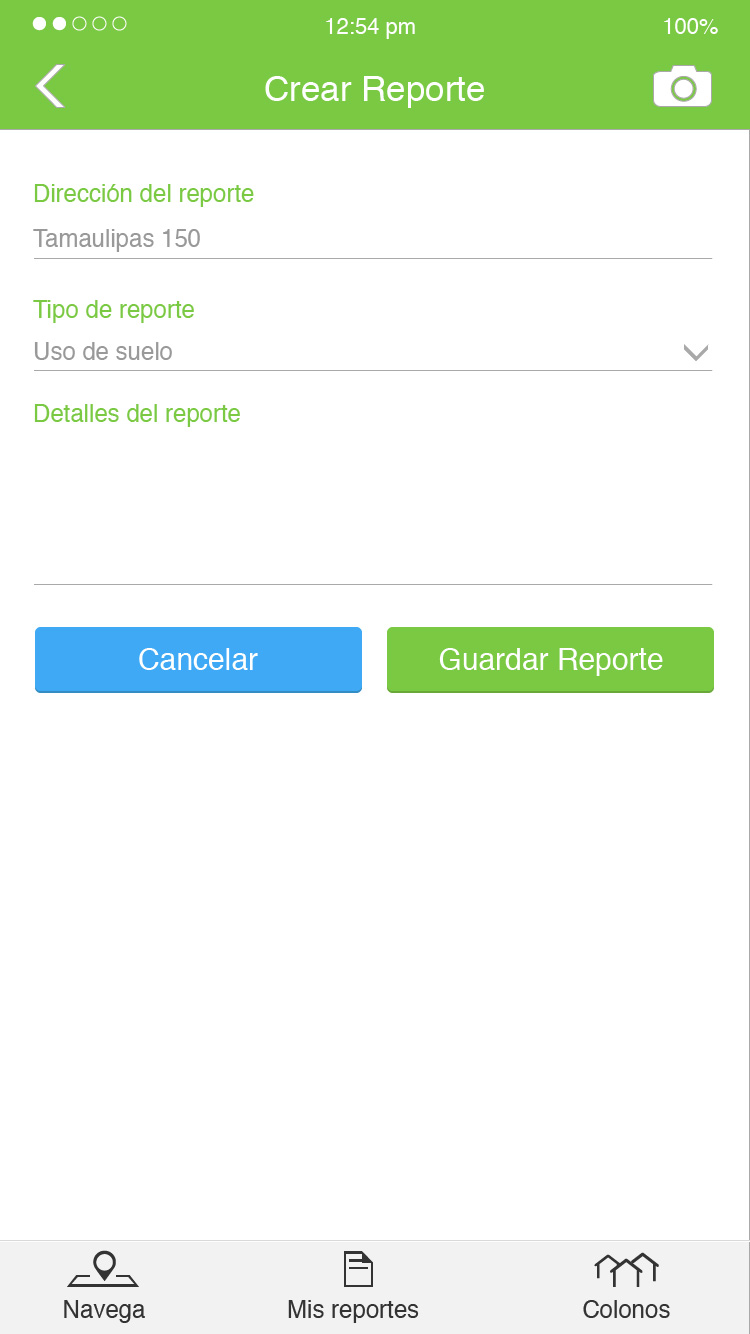 12:54 pm
100%
Crear Reporte
Dirección del reporte
Tamaulipas 150
Tipo de reporte
Uso de suelo
Detalles del reporte
Cancelar
Guardar Reporte
Navega
Mis reportes
Colonos